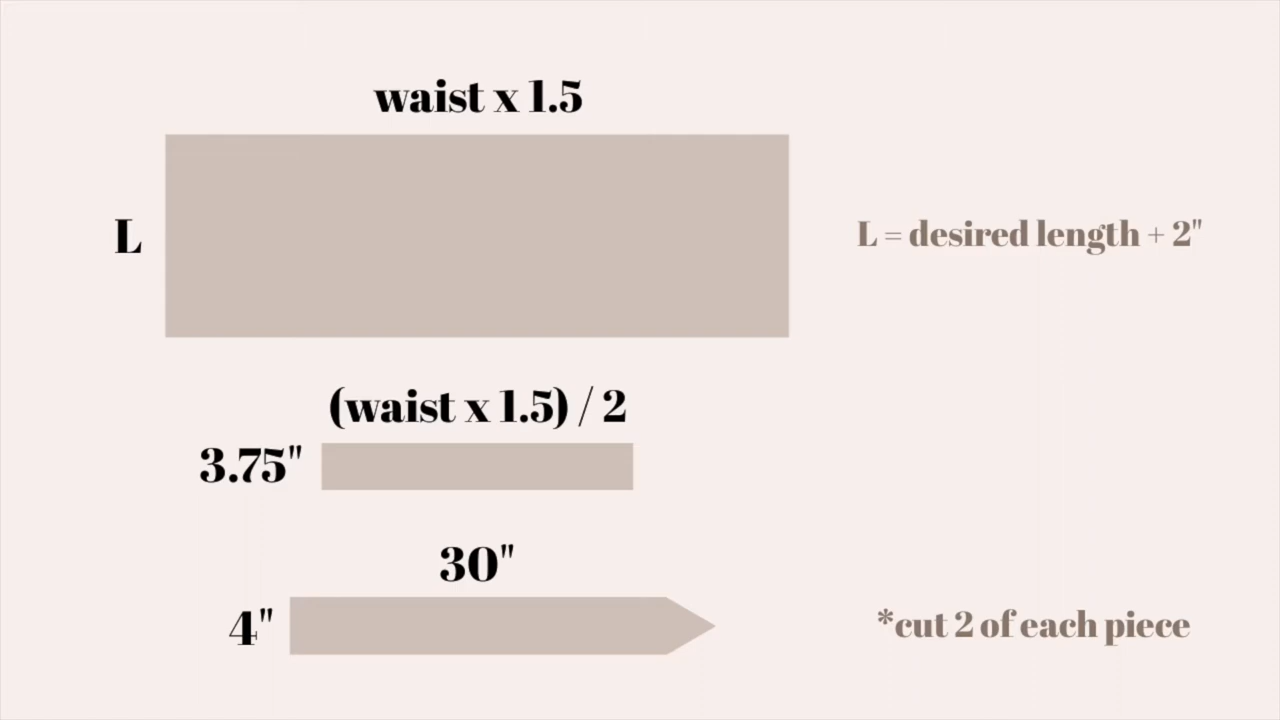 waist x 1.5
L
L = desired length + 2"
(waist x 1.5) / 2
3.75"
30"
4"
*cut 2 of each piece